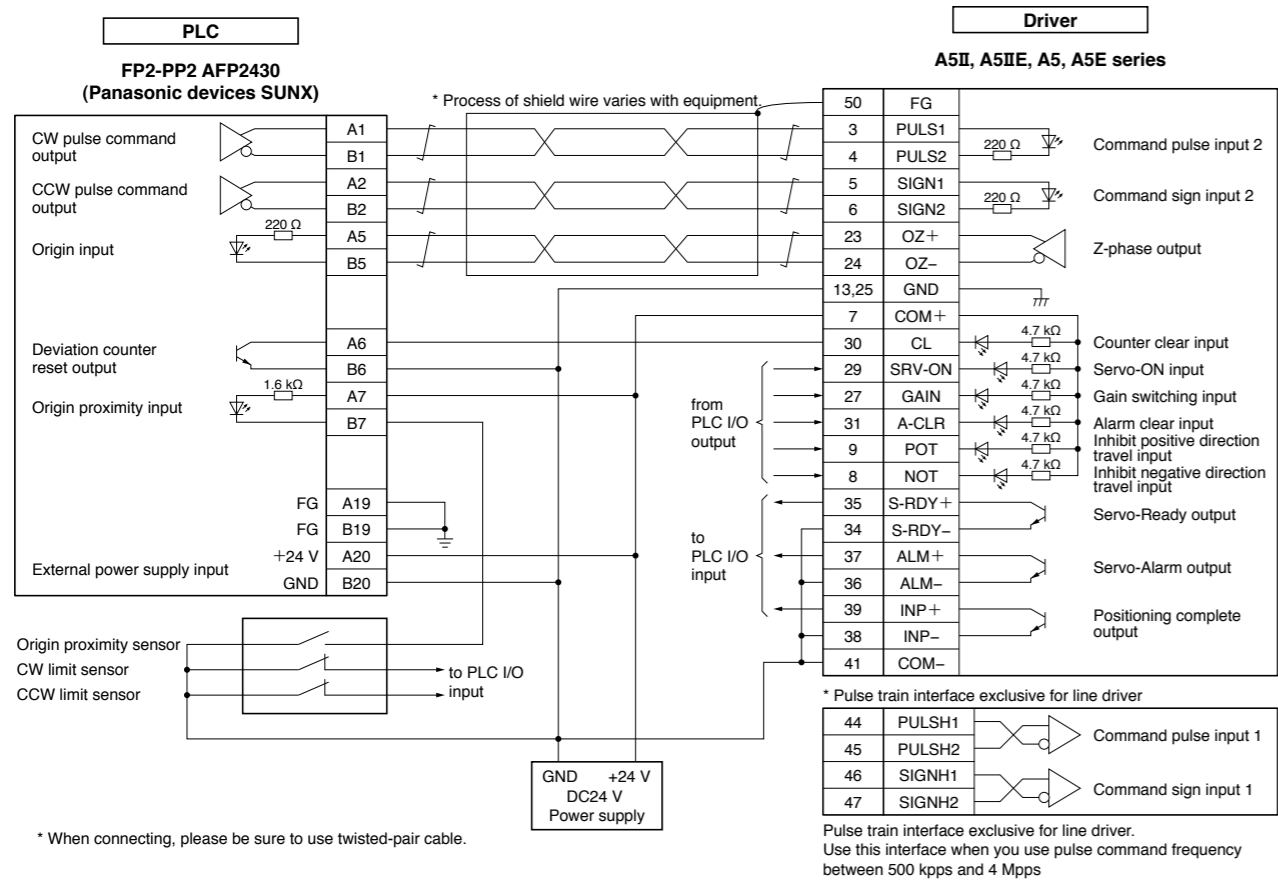 PLC
FP2-PP2 AFP2430
(Panasonic devices SUNX)
CW pulse command
output
CCW pulse command
output
Origin input
220 Ω
Deviation counter
reset output
1.6 kΩ
Origin proximity input
External power supply input
FG
FG
+24 V
GND
A1
B1
A2
B2
A5
B5
A6
B6
A7
B7
A19
B19
A20
B20
Origin proximity sensor
CW limit sensor
CCW limit sensor
to PLC I/O
input
* Process of shield wire varies with equipment.
from
PLC I/O
output
to
PLC I/O
input
GND +24 V
DC24 V
Power supply
* When connecting, please be sure to use twisted-pair cable.
Driver
A5Ⅱ, A5ⅡE, A5, A5E series
50 FG
3 PULS1
4 PULS2
220 Ω
Command pulse input 2
5 SIGN1
6 SIGN2
220 Ω
Command sign input 2
23 OZ+
24 OZ−
Z-phase output
13,25 GND
7 COM+
30 CL 4.7 kΩ Counter clear input
29 SRV-ON 4.7 kΩ Servo-ON input
27 GAIN 4.7 kΩ Gain switching input
31 A-CLR 4.7 kΩ Alarm clear input
9 POT 4.7 kΩ Inhibit positive direction
travel input
8 NOT 4.7 kΩ Inhibit negative direction
travel input
35 S-RDY+
34 S-RDY−
Servo-Ready output
37 ALM+
36 ALM−
Servo-Alarm output
39 INP+
38 INP−
Positioning complete
output
41 COM−
* Pulse train interface exclusive for line driver
44 PULSH1
45 PULSH2
Command pulse input 1
46 SIGNH1
47 SIGNH2
Command sign input 1
Pulse train interface exclusive for line driver.
Use this interface when you use pulse command frequency
between 500 kpps and 4 Mpps